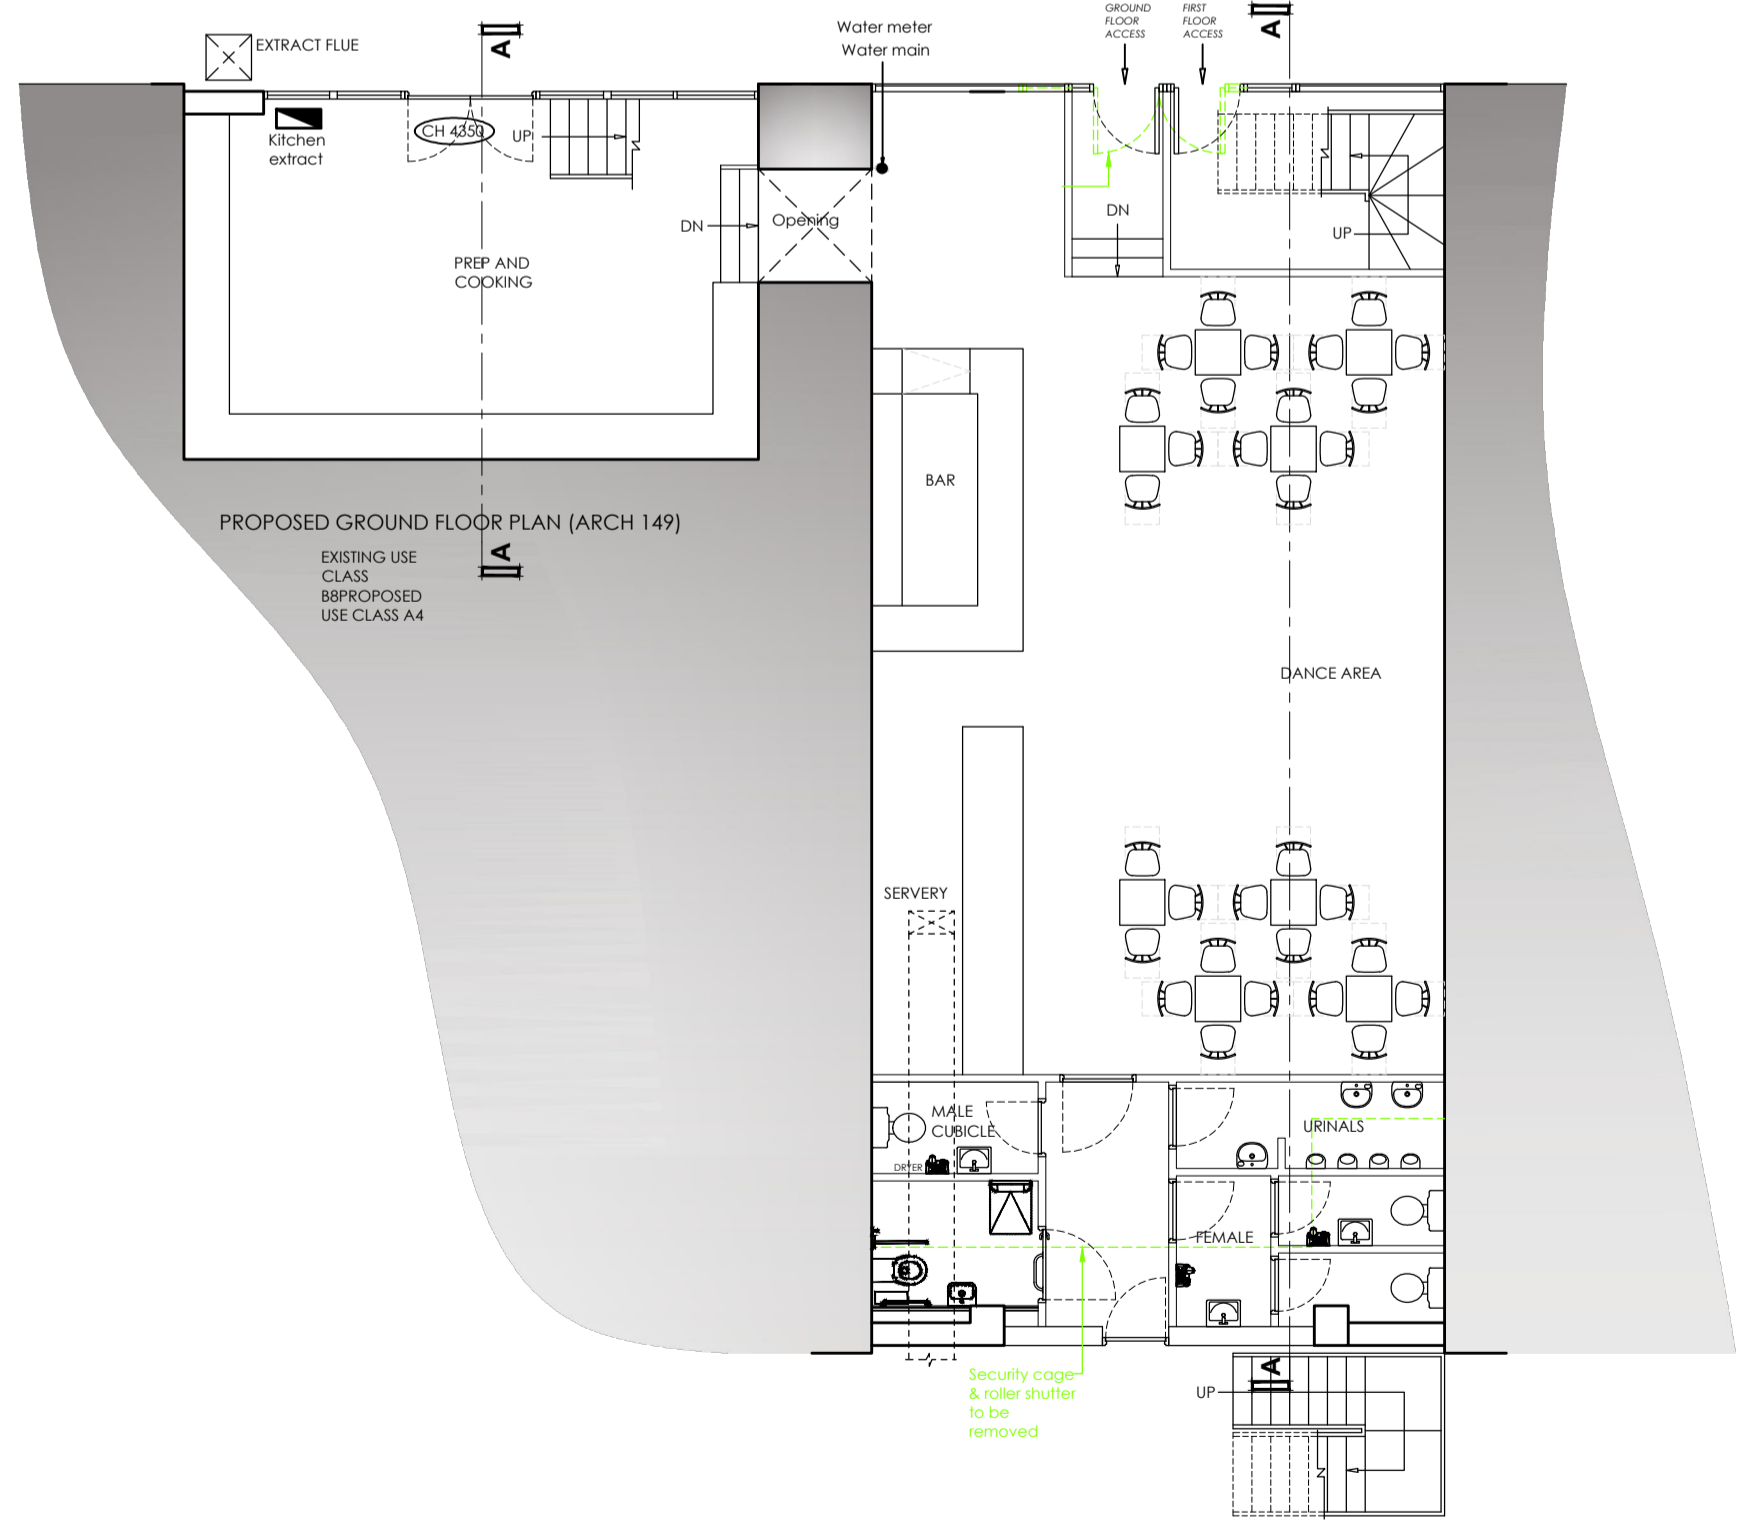 GROUND
FLOOR
ACCESS
FIRST
FLOOR
ACCESS
A
A
Water meter
Water main
EXTRACT FLUE
Kitchen
extract
CH 4350
UP
DN
Opening
DN
UP
PREP AND
COOKING
BAR
PROPOSED GROUND FLOOR PLAN (ARCH 149)
A
EXISTING USE
CLASS
B8PROPOSED
USE CLASS A4
DANCE AREA
SERVERY
MALE
CUBICLE
URINALS
DRYER
FEMALE
Security cage
& roller shutter
to be
removed
A
UP